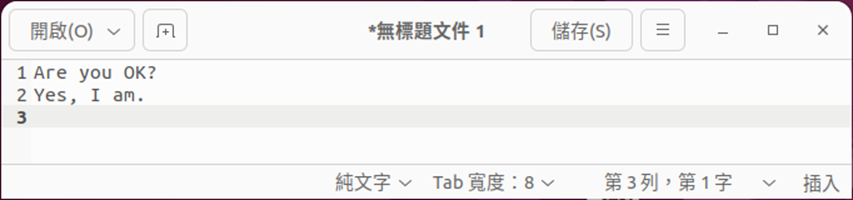 開啟(O)
*無標題文件 1
儲存(S)
1 Are you OK?
2 Yes, I am.
3
純文字 Tab 寬度：8 第 3 列，第 1 字 插入